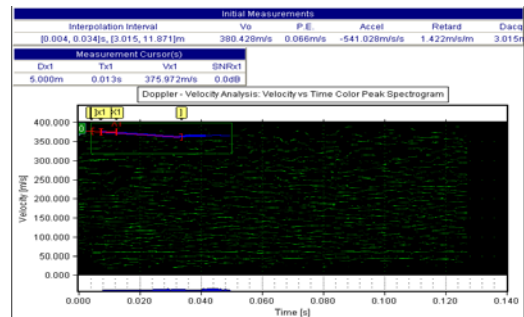 Initial Measurements
Interpolation Interval Vo P.E. Accel Retard Dacq
[0.004, 0.034]s, [3.015, 11.871]m 380.428m/s 0.066m/s -541.028m/s/s 1.422m/s/m 3.015m
Measurement Cursor(s)
Dx1 Tx1 Vx1 SNRx1
5.000m 0.013s 375.972m/s 0.0dB
Doppler - Velocity Analysis: Velocity vs Time Color Peak Spectrogram
[ ]x1 X1 ]
400.000
0
350.000
300.000
250.000
200.000
150.000
100.000
50.000
0.000
Velocity [m/s]
0.000 0.020 0.040 0.060 0.080 0.100 0.120 0.140
Time [s]